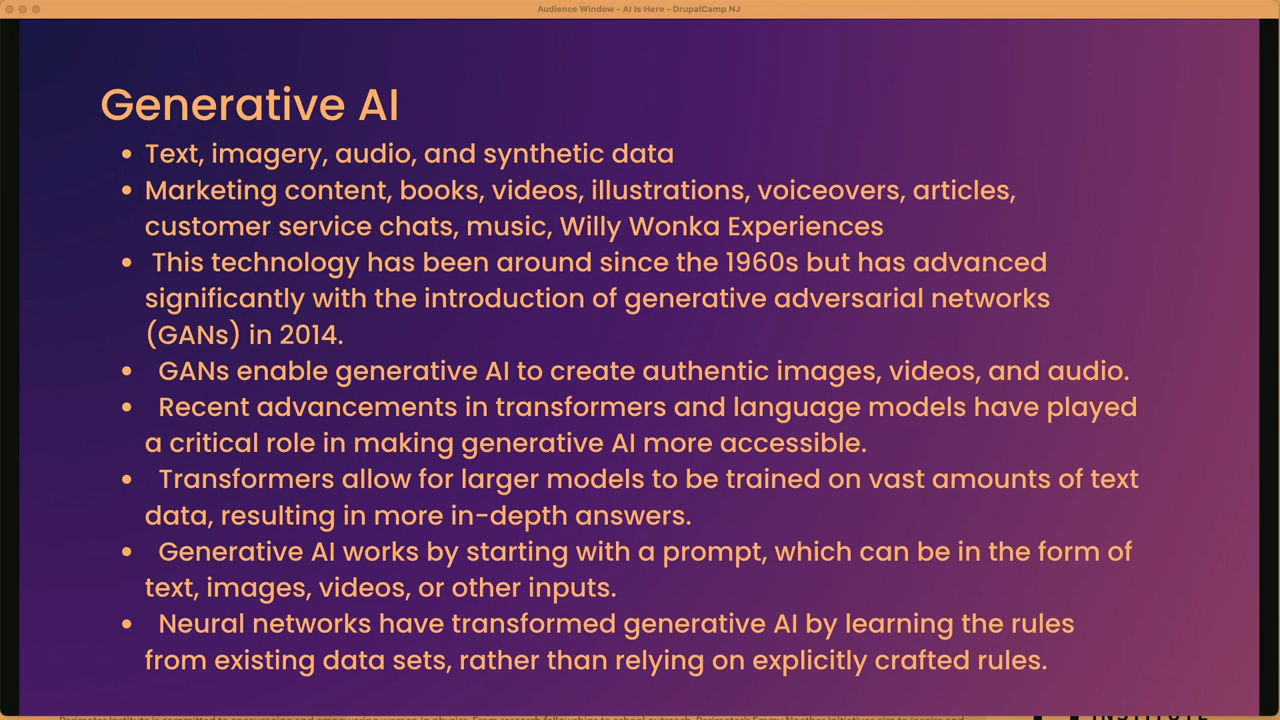 Audience Window - AI Is Here - DrupalCamp NJ
Generative AI
• Text, imagery, audio, and synthetic data
• Marketing content, books, videos, illustrations, voiceovers, articles,
customer service chats, music, Willy Wonka Experiences
• This technology has been around since the 1960s but has advanced
significantly with the introduction of generative adversarial networks
(GANs) in 2014.
• GANs enable generative AI to create authentic images, videos, and audio.
• Recent advancements in transformers and language models have played
a critical role in making generative AI more accessible.
• Transformers allow for larger models to be trained on vast amounts of text
data, resulting in more in-depth answers.
• Generative AI works by starting with a prompt, which can be in the form of
text, images, videos, or other inputs.
• Neural networks have transformed generative AI by learning the rules
from existing data sets, rather than relying on explicitly crafted rules.